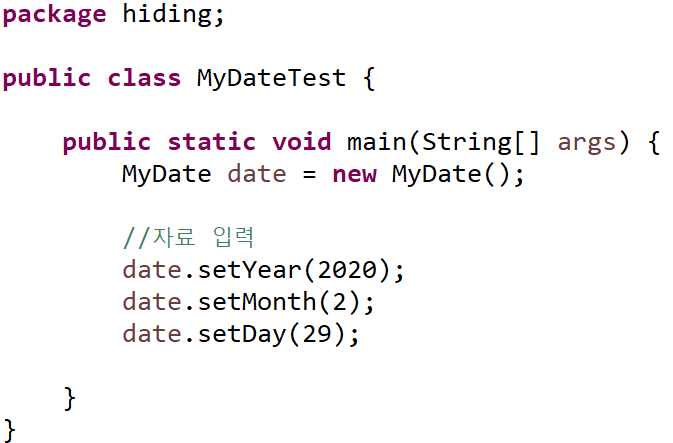 package hiding;
public class MyDateTest {
public static void main(String[] args) {
MyDate date = new MyDate();
//자료 입력
date.setYear(2020);
date.setMonth(2);
date.setDay(29);
}
}